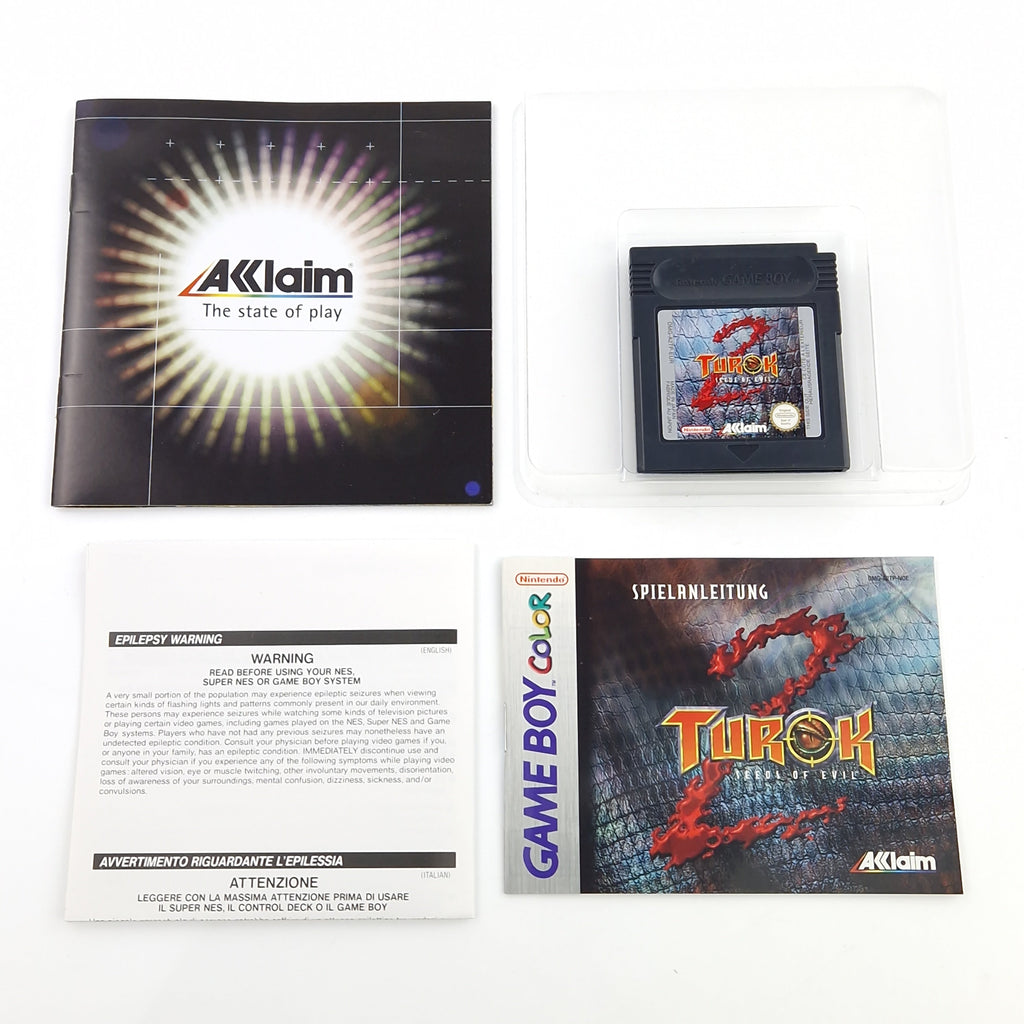 Acclaim
The state of play
Nintendo GAME BOY
2
TUROK
SEEDS OF EVIL
Nintendo
Acclaim
EPILEPSY WARNING
(ENGLISH)
WARNING
READ BEFORE USING YOUR NES,
SUPER NES OR GAME BOY SYSTEM
A very small portion of the population may experience epileptic seizures when viewing
certain kinds of flashing lights and patterns commonly present in our daily environment.
These persons may experience seizures while watching some kinds of television pictures
or playing certain video games, including games played on the NES, Super NES and Game
Boy systems. Players who have not had any previous seizures may nonetheless have an
undetected epileptic condition. Consult your physician before playing video games if you,
or anyone in your family, has an epileptic condition. IMMEDIATELY discontinue use and
consult your physician if you experience any of the following symptoms while playing video
games: altered vision, eye or muscle twitching, other involuntary movements, disorientation,
loss of awareness of your surroundings, mental confusion, dizziness, sickness, and/or
convulsions.
AVVERTIMENTO RIGUARDANTE L'EPILESSIA
(ITALIAN)
ATTENZIONE
LEGGERE CON LA MASSIMA ATTENZIONE PRIMA DI USARE
IL SUPER NES, IL CONTROL DECK O IL GAME BOY
Nintendo
GAME BOY COLOR
TM
SPIELANLEITUNG
2
TUROK
SEEDS OF EVIL
Acclaim